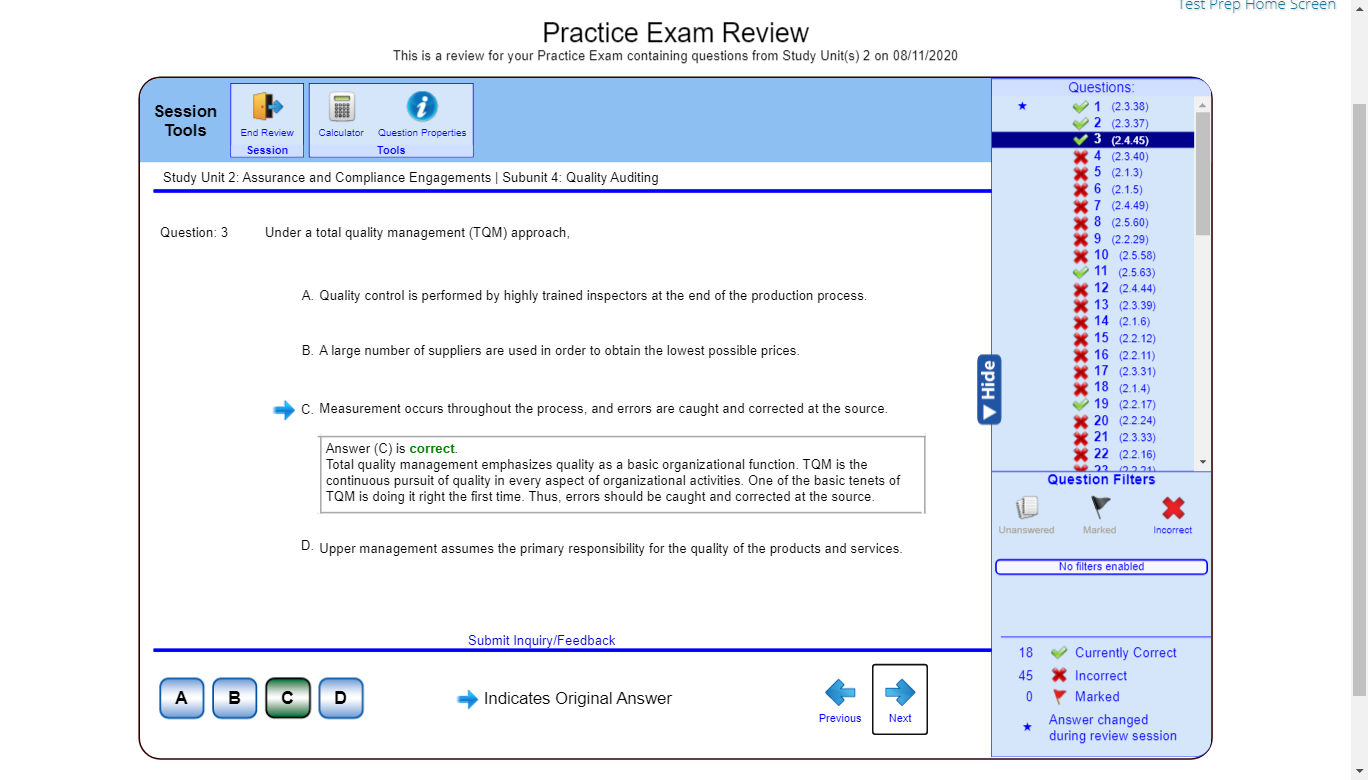 Test Prep Home Screen
Practice Exam Review
This is a review for your Practice Exam containing questions from Study Unit(s) 2 on 08/11/2020
Session Tools
End Review
Session
Calculator
Question Properties
Tools
Study Unit 2: Assurance and Compliance Engagements | Subunit 4: Quality Auditing
Question: 3
Under a total quality management (TQM) approach,
A. Quality control is performed by highly trained inspectors at the end of the production process.
B. A large number of suppliers are used in order to obtain the lowest possible prices.
C. Measurement occurs throughout the process, and errors are caught and corrected at the source.
Answer (C) is correct.
Total quality management emphasizes quality as a basic organizational function. TQM is the
continuous pursuit of quality in every aspect of organizational activities. One of the basic tenets of
TQM is doing it right the first time. Thus, errors should be caught and corrected at the source.
D. Upper management assumes the primary responsibility for the quality of the products and services.
Submit Inquiry/Feedback
A B C D
Indicates Original Answer
Previous
Next
Hide
Questions:
1 (2.3.38)
2 (2.3.37)
3 (2.4.45)
4 (2.3.40)
5 (2.1.3)
6 (2.1.5)
7 (2.4.49)
8 (2.5.60)
9 (2.2.29)
10 (2.5.58)
11 (2.5.63)
12 (2.4.44)
13 (2.3.39)
14 (2.1.6)
15 (2.2.12)
16 (2.2.11)
17 (2.3.31)
18 (2.1.4)
19 (2.2.17)
20 (2.2.24)
21 (2.3.33)
22 (2.2.16)
23 (2.2.21)
Question Filters
Unanswered
Marked
Incorrect
No filters enabled
18 Currently Correct
45 Incorrect
0 Marked
Answer changed
during review session